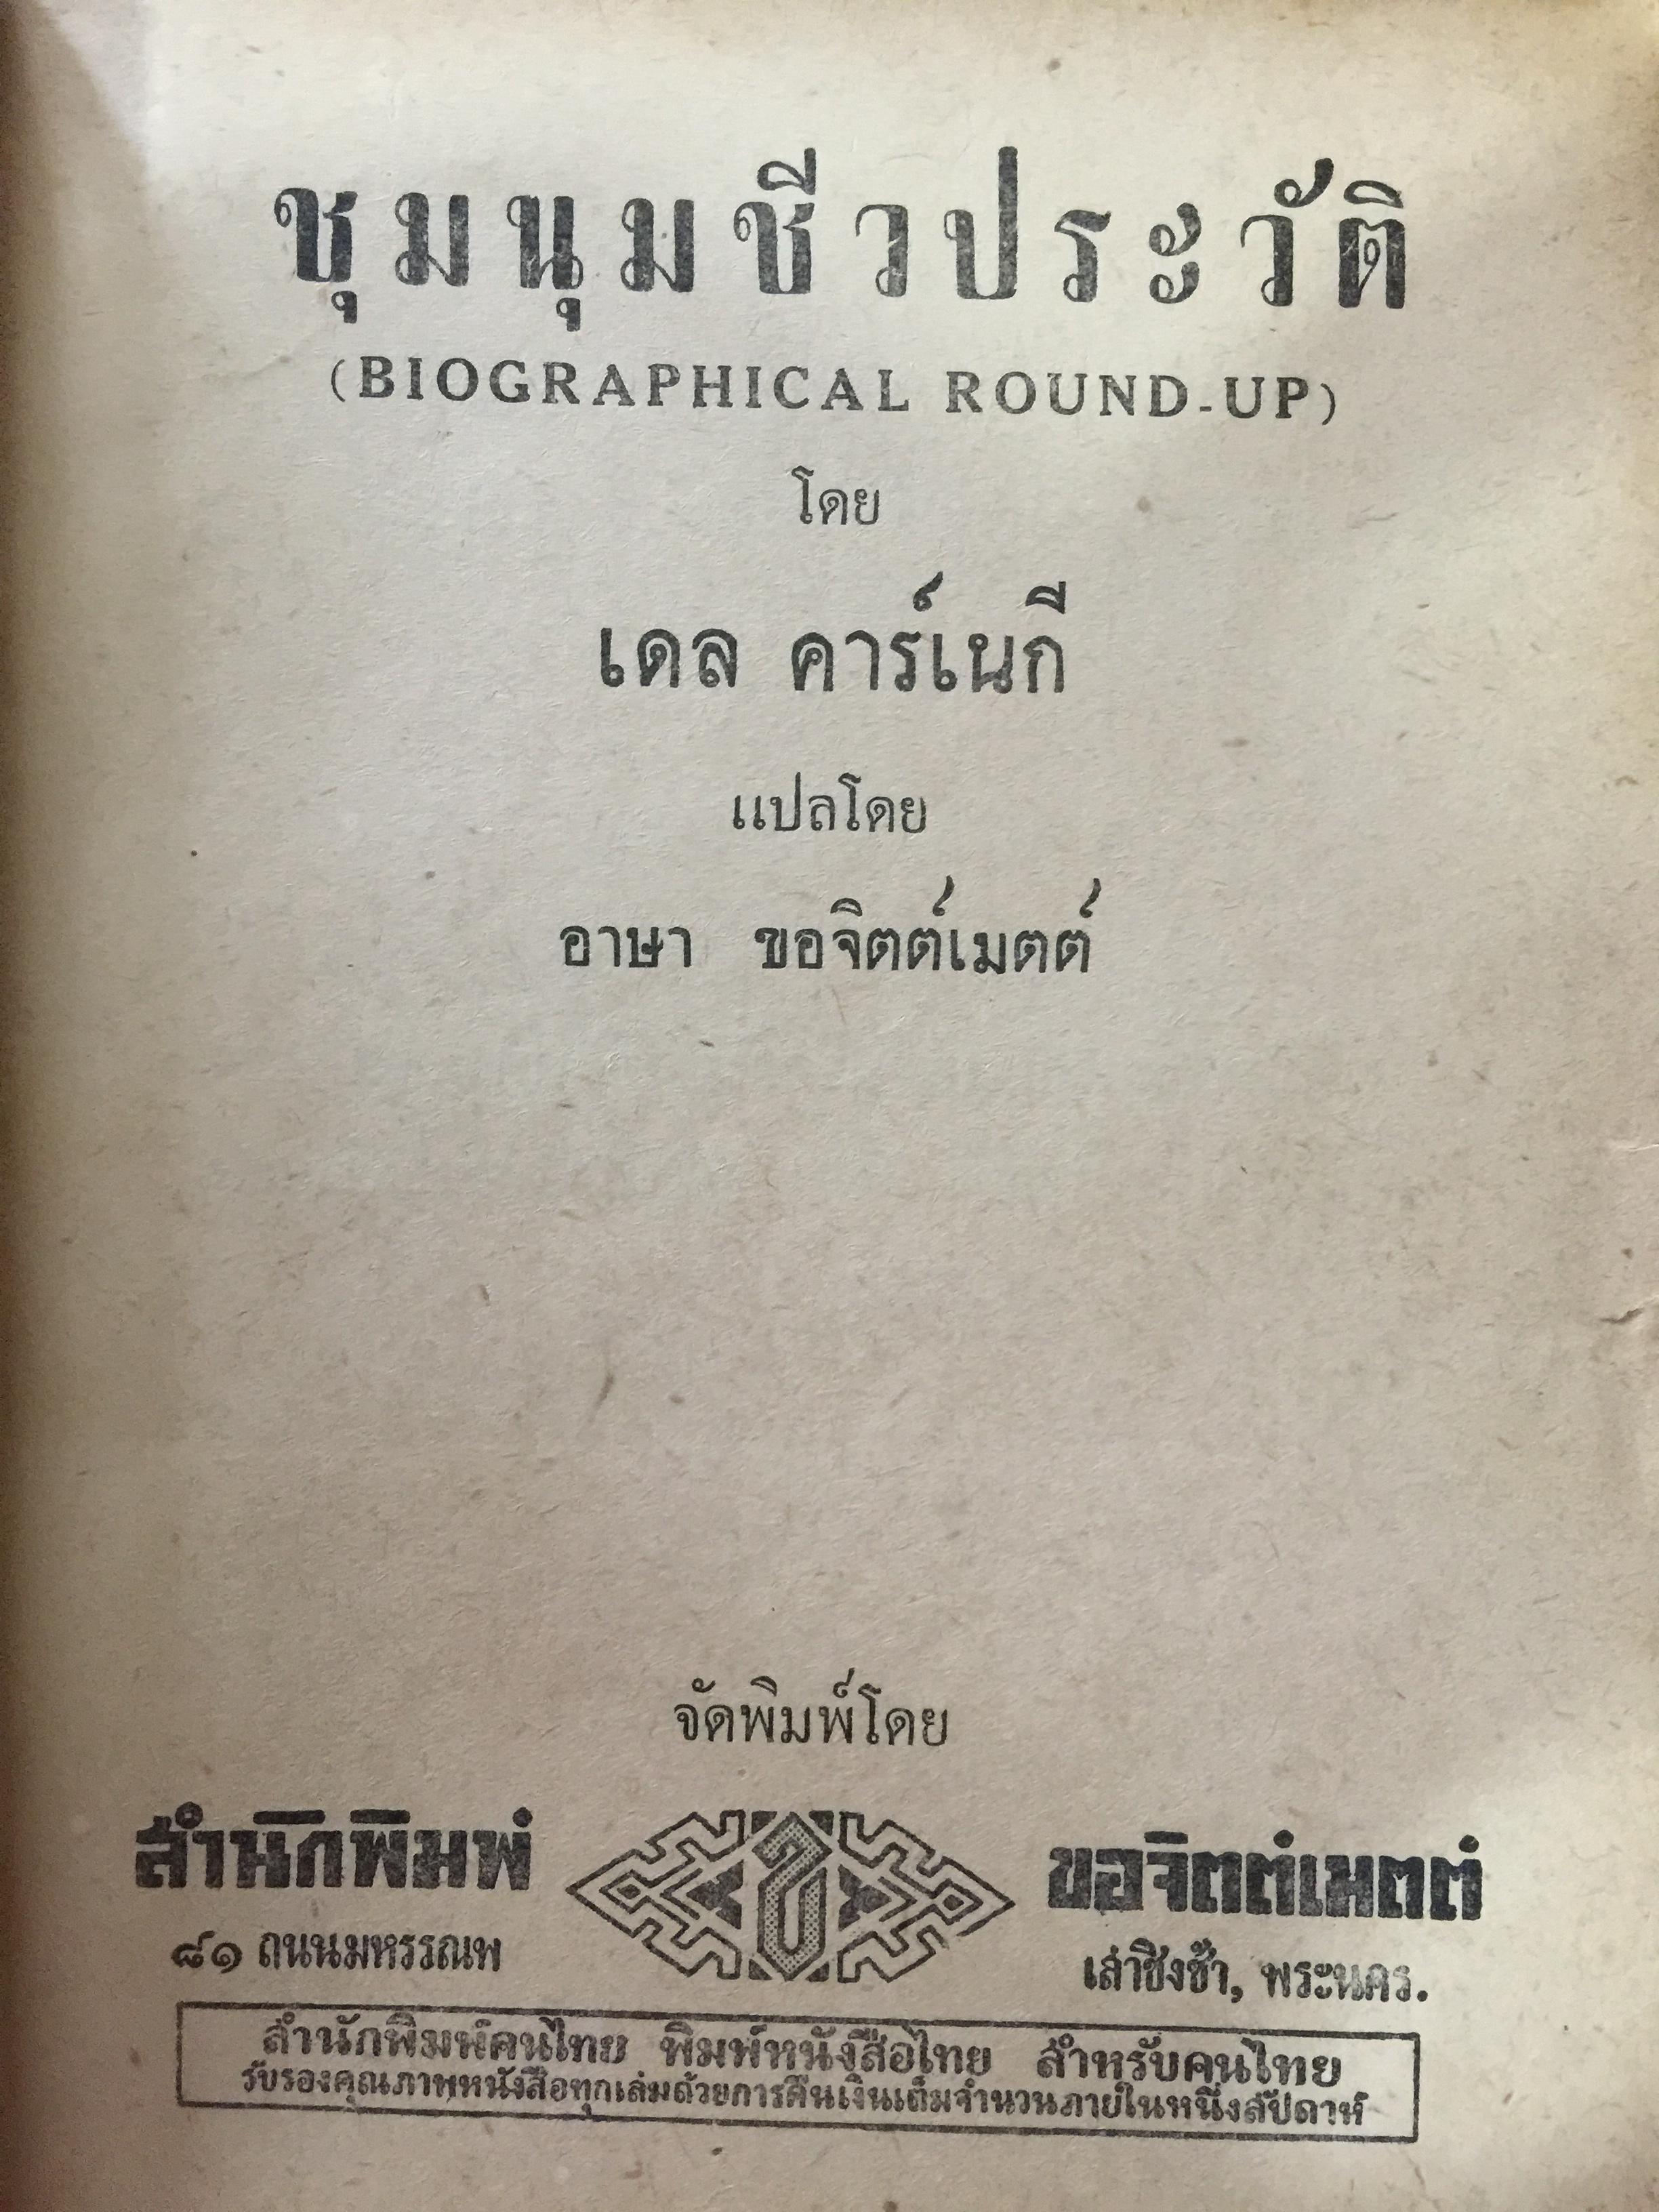 ชุมนุมชีวประวัติ
(BIOGRAPHICAL ROUND-UP)
โดย
เดล คาร์เนกี
แปลโดย
อาษา ขอจิตต์เมตต์
จัดพิมพ์โดย
สำนักพิมพ์ ข ขอจิตต์เมตต์
๘๑ ถนนมหรรณพ เสาชิงช้า, พระนคร.
สำนักพิมพ์คนไทย พิมพ์หนังสือไทย สำหรับคนไทย
รับรองคุณภาพหนังสือทุกเล่มด้วยการคืนเงินเต็มจำนวนภายในหนึ่งสัปดาห์